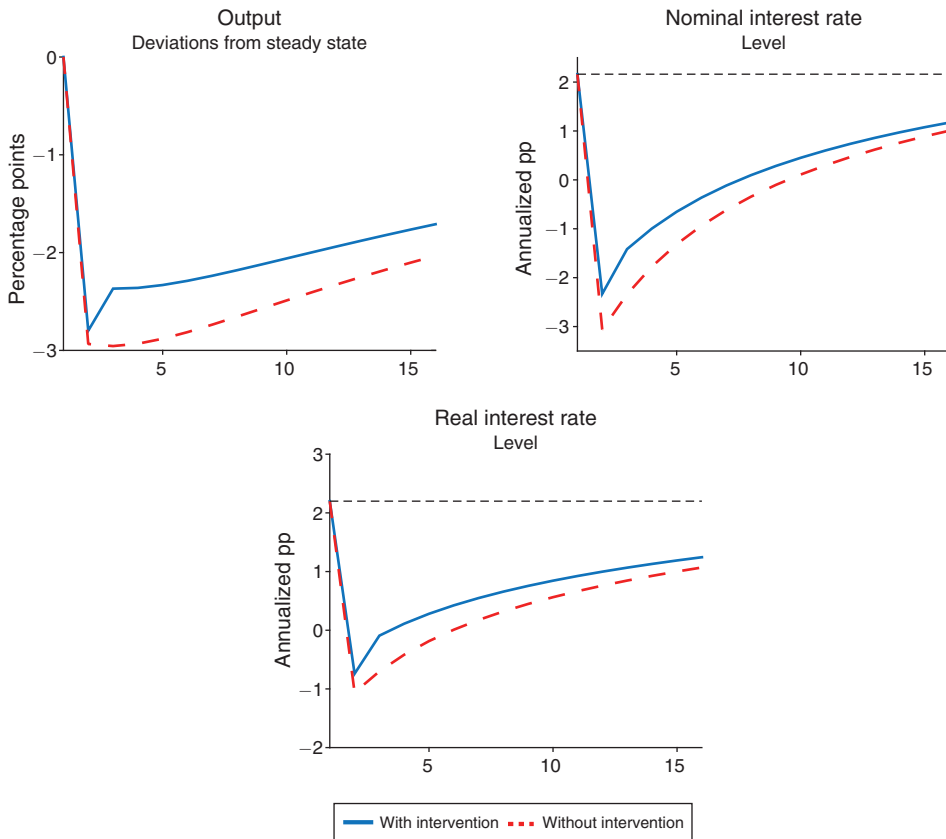 Output
Deviations from steady state
0
−1
−2
−3
Percentage points
5
10
15
Nominal interest rate
Level
2
1
0
−1
−2
−3
Annualized pp
5
10
15
Real interest rate
Level
3
2
1
0
−1
−2
Annualized pp
5
10
15
With intervention
Without intervention